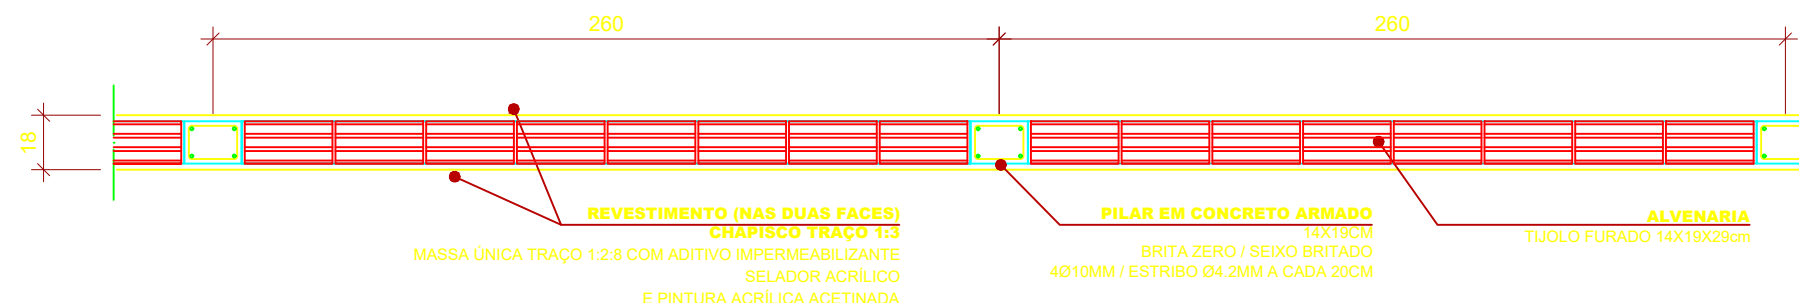 260
260
18
REVESTIMENTO (NAS DUAS FACES)
CHAPISCO TRAÇO 1:3
MASSA ÚNICA TRAÇO 1:2:8 COM ADITIVO IMPERMEABILIZANTE
SELADOR ACRÍLICO
E PINTURA ACRÍLICA ACETINADA
PILAR EM CONCRETO ARMADO
14X19CM
BRITA ZERO / SEIXO BRITADO
4Ø10MM / ESTRIBO Ø4.2MM A CADA 20CM
ALVENARIA
TIJOLO FURADO 14X19X29cm